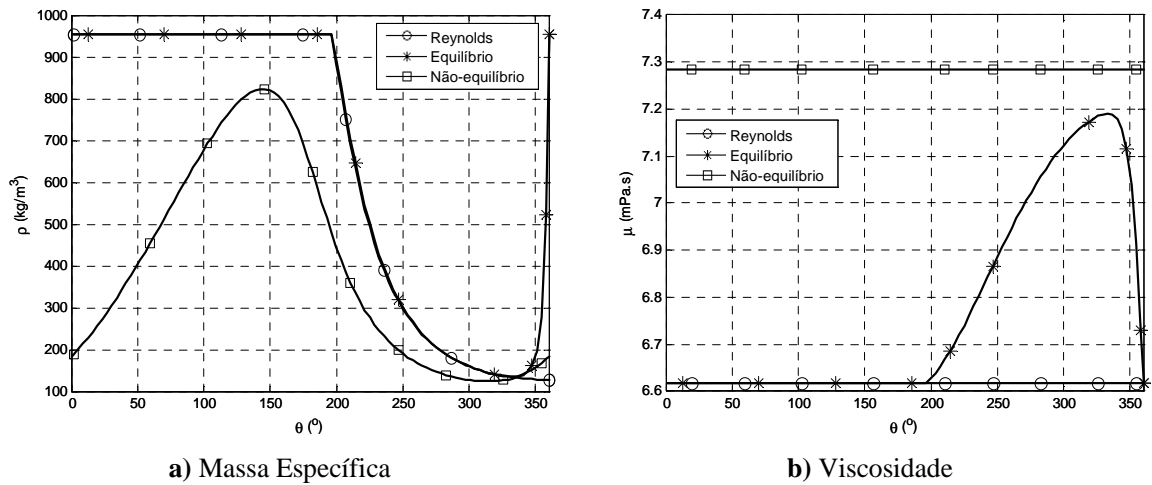 1000
900
800
700
600
500
400
300
200
100
ρ (kg/m³)
0 50 100 150 200 250 300 350
θ (°)
Reynolds
Equilíbrio
Não-equilíbrio
a) Massa Específica
7.4
7.3
7.2
7.1
7
6.9
6.8
6.7
6.6
μ (mPa.s)
0 50 100 150 200 250 300 350
θ (°)
Reynolds
Equilíbrio
Não-equilíbrio
b) Viscosidade